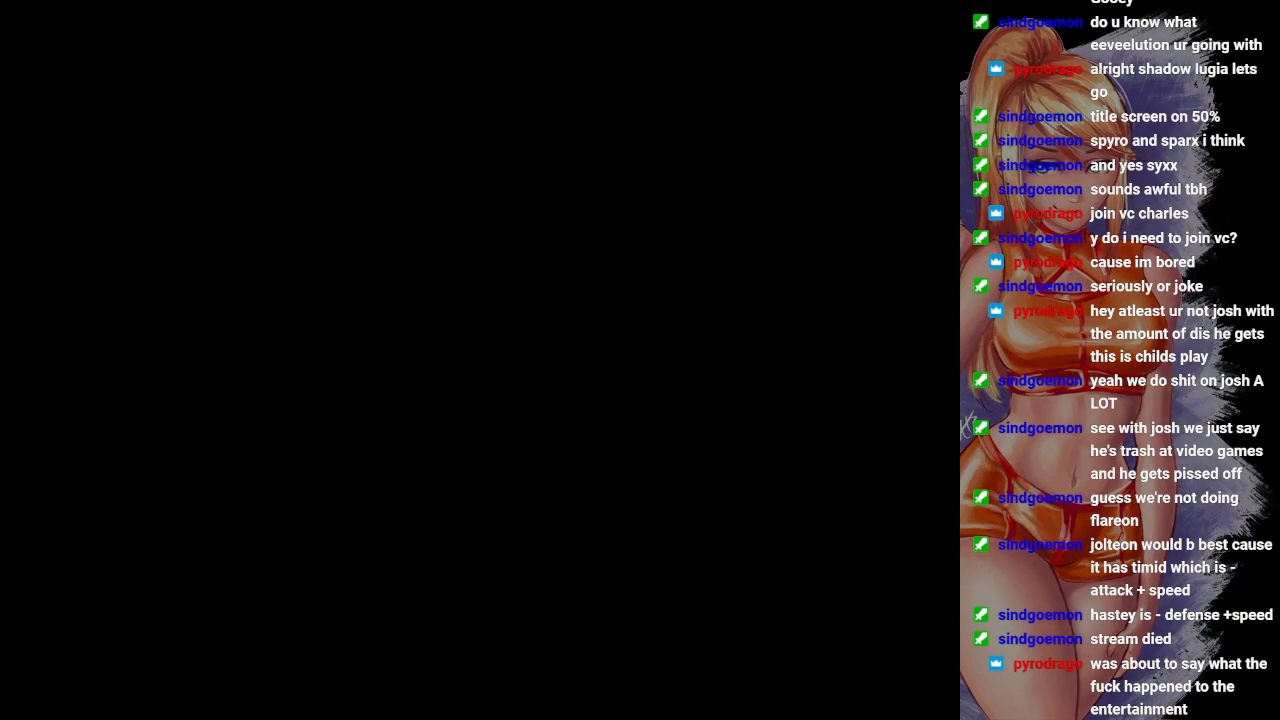 Gooey
sindgoemon do u know what
eeveelution ur going with
pyrodrago alright shadow lugia lets
go
sindgoemon title screen on 50%
sindgoemon spyro and sparx i think
sindgoemon and yes syxx
sindgoemon sounds awful tbh
pyrodrago join vc charles
sindgoemon y do i need to join vc?
pyrodrago cause im bored
sindgoemon seriously or joke
pyrodrago hey atleast ur not josh with
the amount of dis he gets
this is childs play
sindgoemon yeah we do shit on josh A
LOT
sindgoemon see with josh we just say
he's trash at video games
and he gets pissed off
sindgoemon guess we're not doing
flareon
sindgoemon jolteon would b best cause
it has timid which is -
attack + speed
sindgoemon hastey is - defense +speed
sindgoemon stream died
pyrodrago was about to say what the
fuck happened to the
entertainment